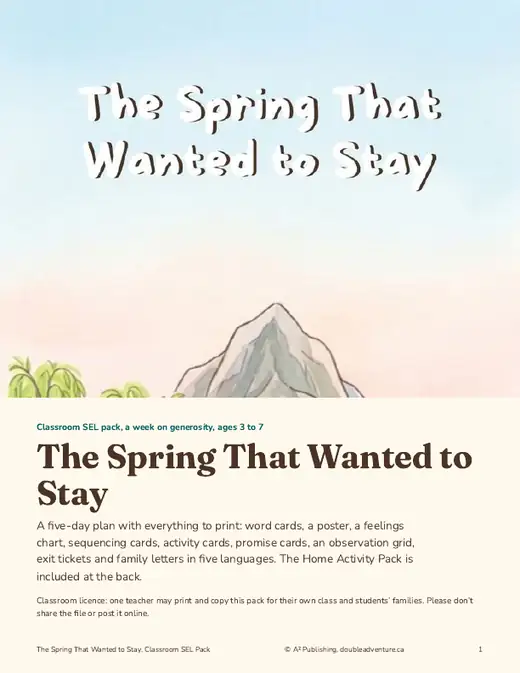 The Spring That
Wanted to Stay
Classroom SEL pack, a week on generosity, ages 3 to 7
The Spring That Wanted to
Stay
A five-day plan with everything to print: word cards, a poster, a feelings
chart, sequencing cards, activity cards, promise cards, an observation grid,
exit tickets and family letters in five languages. The Home Activity Pack is
included at the back.
Classroom licence: one teacher may print and copy this pack for their own class and students' families. Please don't
share the file or post it online.
The Spring That Wanted to Stay, Classroom SEL Pack © A² Publishing, doubleadventure.ca 1